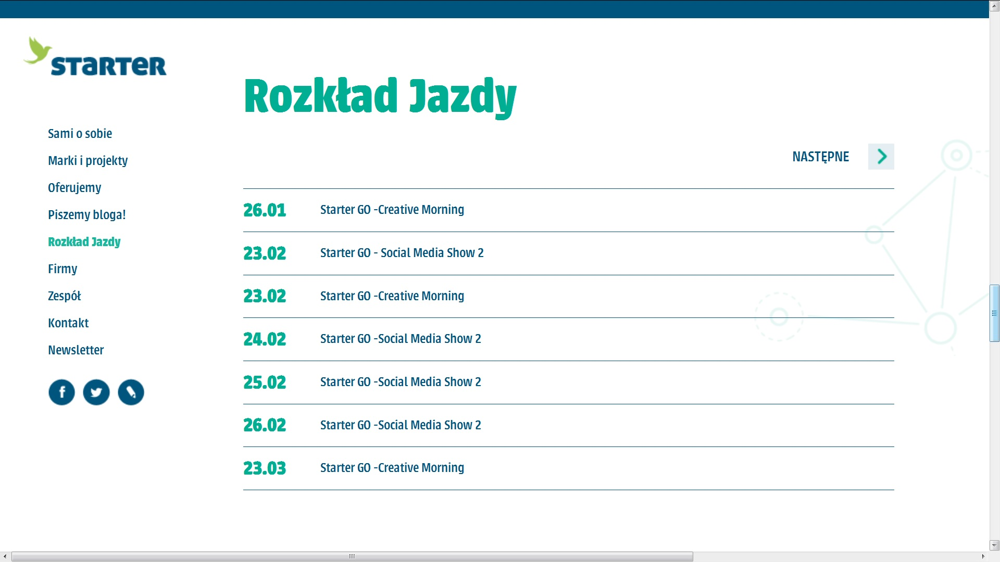 STARTER
Rozkład Jazdy
Sami o sobie
Marki i projekty
Oferujemy
Piszemy bloga!
Rozkład Jazdy
Firmy
Zespół
Kontakt
Newsletter
NASTĘPNE
26.01 Starter GO -Creative Morning
23.02 Starter GO - Social Media Show 2
23.02 Starter GO -Creative Morning
24.02 Starter GO -Social Media Show 2
25.02 Starter GO -Social Media Show 2
26.02 Starter GO -Social Media Show 2
23.03 Starter GO -Creative Morning